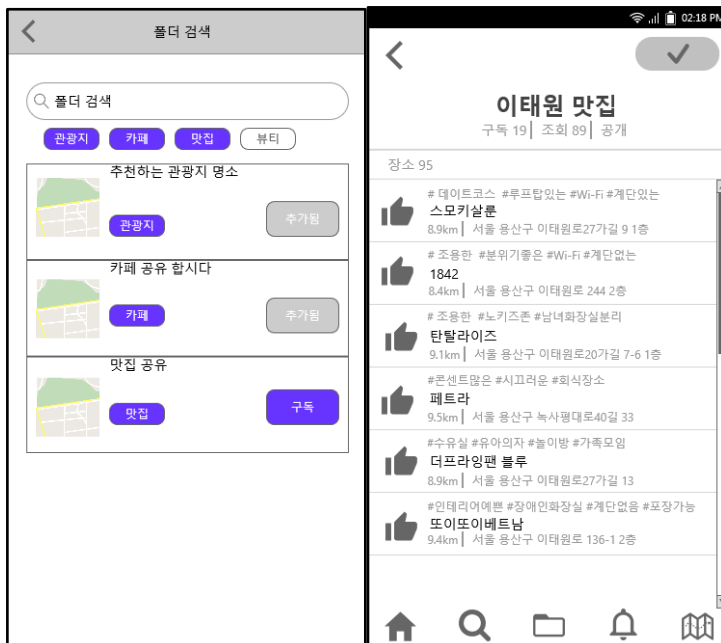 폴더 검색
폴더 검색
관광지 카페 맛집 뷰티
주천하는 관광지 명소
관광지
추가됨
카페 공유 합시다
카페
추가됨
맛집 공유
맛집
구독
02:18 PM
이태원 맛집
구독 19 조회 89 공개
장소 95
# 데이트코스 #루프탑있는 #Wi-Fi #계단있는
스모키살룬
8.9km 서울 용산구 이태원로27가길 9 1층
# 조용한 #분위기좋은 #Wi-Fi #계단없는
1842
8.4km 서울 용산구 이태원로 244 2층
# 조용한 #노키즈존 #남녀화장실분리
탄탈라이즈
9.1km 서울 용산구 이태원로20가길 7-6 1층
#콘센트많은 #시끄러운 #회식장소
페트라
9.5km 서울 용산구 녹사평대로40길 33
#수유실 #유아의자 #놀이방 #가족모임
더프라잉팬 블루
8.9km 서울 용산구 이태원로27가길 13
#인테리어예쁜 #장애인화장실 #계단없음 #포장가능
또이또이베트남
9.4km 서울 용산구 이태원로 136-1 2층